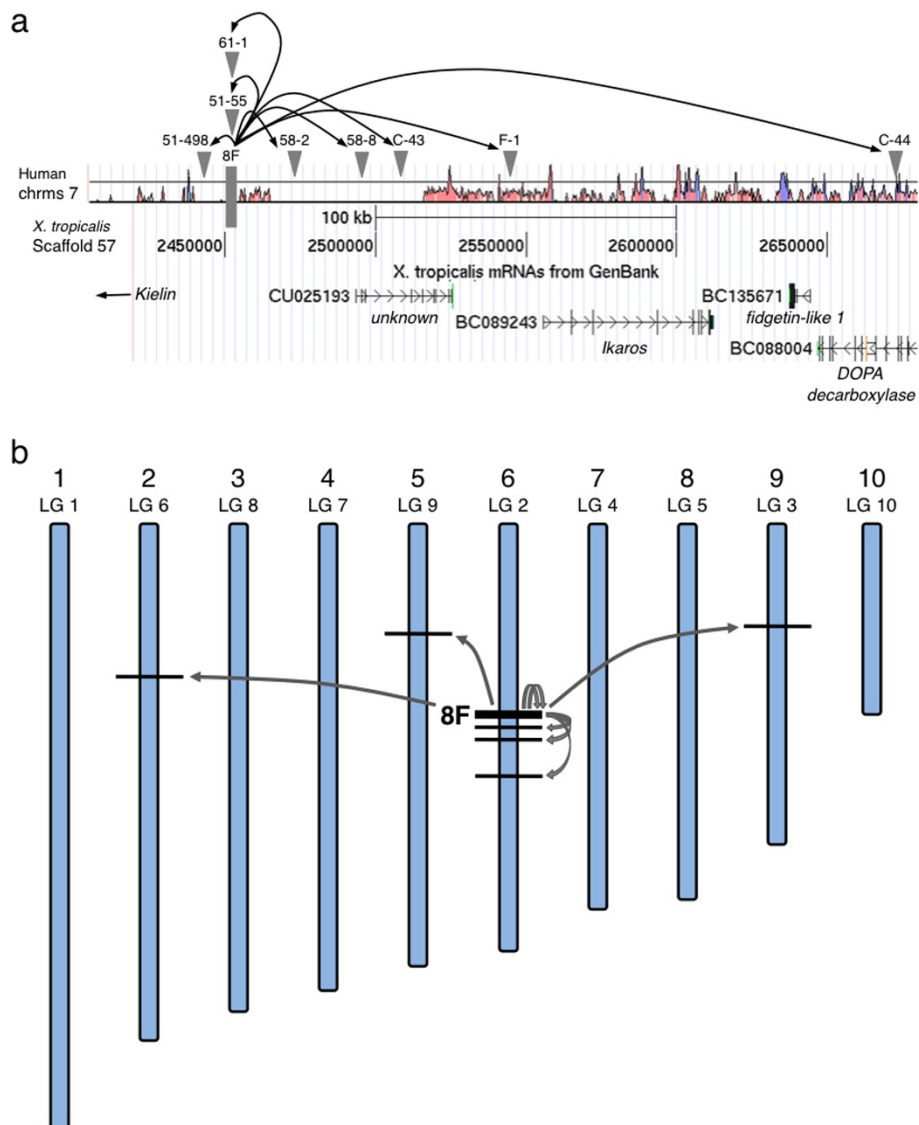 a
61-1
51-55
51-498 58-2 58-8 C-43 F-1 C-44
8F
Human
chrms 7
100 kb
X. tropicalis
Scaffold 57 2450000 2500000 2550000 2600000 2650000
X. tropicalis mRNAs from GenBank
Kielin CU025193 BC135671
unknown BC089243 fidgetin-like 1
Ikaros BC088004
DOPA
decarboxylase
b
1 2 3 4 5 6 7 8 9 10
LG 1 LG 6 LG 8 LG 7 LG 9 LG 2 LG 4 LG 5 LG 3 LG 10
8F